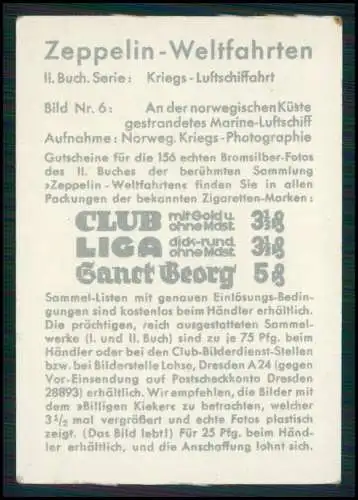 Zeppelin-Weltfahrten
II. Buch. Serie: Kriegs-Luftschiffahrt
Bild Nr. 6: An der norwegischen Küste
gestrandetes Marine-Luftschiff
Aufnahme: Norweg. Kriegs-Photographie
Gutscheine für die 156 echten Bromsilber-Fotos
des II. Buches der berühmten Sammlung
»Zeppelin-Weltfahrten« finden Sie in allen
Packungen der bekannten Zigaretten-Marken:
CLUB mit Gold u. ohne Mdst. 3⅓ ₰
LIGA dick-rund, ohne Mdst. 3⅓ ₰
Sanct Georg 5 ₰
Sammel-Listen mit genauen Einlösungs-Bedin-
gungen sind kostenlos beim Händler erhältlich.
Die prächtigen, reich ausgestatteten Sammel-
werke (I. und II. Buch) sind zu je 75 Pfg. beim
Händler oder bei den Club-Bilderdienst-Stellen
bzw. bei Bilderstelle Lohse, Dresden A 24 (gegen
Vor-Einsendung auf Postscheckkonto Dresden
28893) erhältlich. Wir empfehlen, die Bilder mit
dem »Billigen Kieker« zu betrachten, welcher
3½ mal vergrößert und echte Fotos plastisch
zeigt. (Das Bild lebt!) Für 25 Pfg. beim Händ-
ler erhältlich, und die Anschaffung lohnt sich.